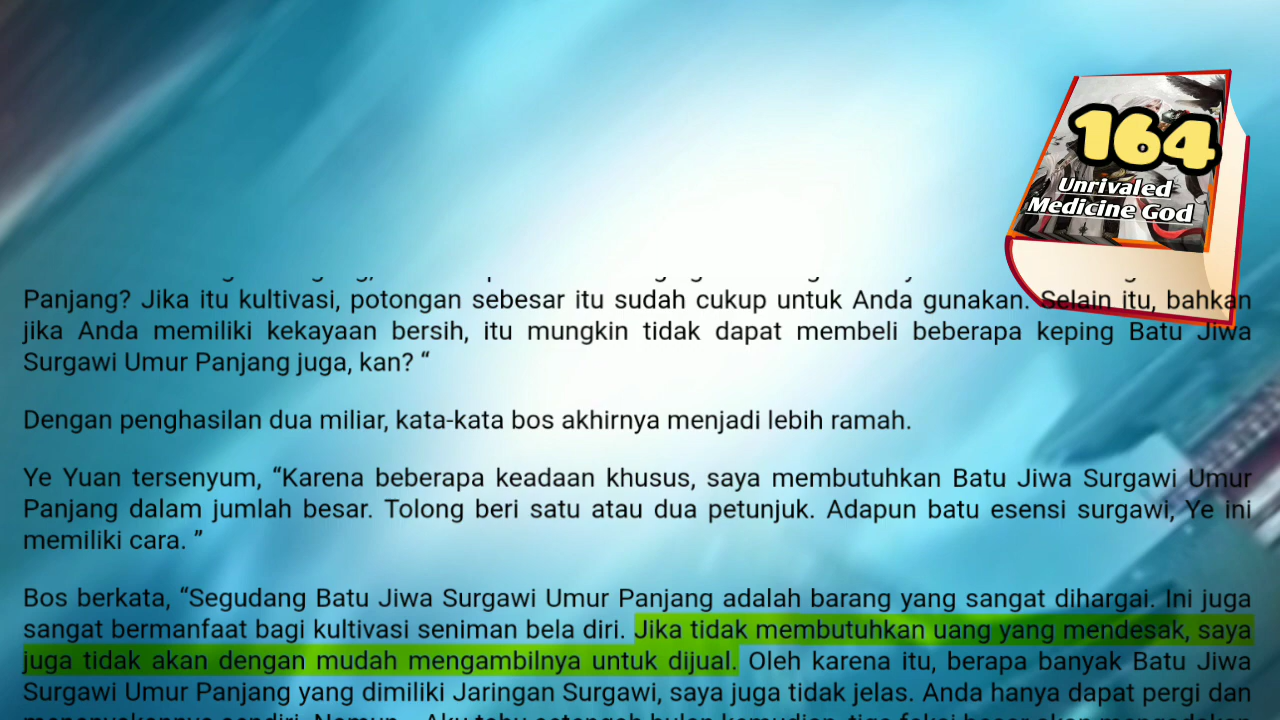 164
Unrivaled
Medicine God
Panjang? Jika itu kultivasi, potongan sebesar itu sudah cukup untuk Anda gunakan. Selain itu, bahkan
jika Anda memiliki kekayaan bersih, itu mungkin tidak dapat membeli beberapa keping Batu Jiwa
Surgawi Umur Panjang juga, kan? “
Dengan penghasilan dua miliar, kata-kata bos akhirnya menjadi lebih ramah.
Ye Yuan tersenyum, “Karena beberapa keadaan khusus, saya membutuhkan Batu Jiwa Surgawi Umur
Panjang dalam jumlah besar. Tolong beri satu atau dua petunjuk. Adapun batu esensi surgawi, Ye ini
memiliki cara. ”
Bos berkata, “Segudang Batu Jiwa Surgawi Umur Panjang adalah barang yang sangat dihargai. Ini juga
sangat bermanfaat bagi kultivasi seniman bela diri. Jika tidak membutuhkan uang yang mendesak, saya
juga tidak akan dengan mudah mengambilnya untuk dijual. Oleh karena itu, berapa banyak Batu Jiwa
Surgawi Umur Panjang yang dimiliki Jaringan Surgawi, saya juga tidak jelas. Anda hanya dapat pergi dan